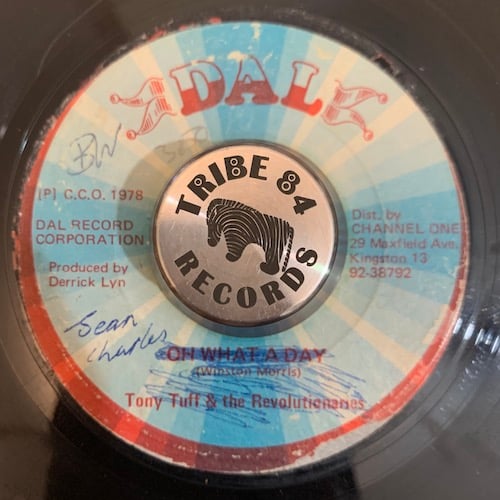 DAL
BW
TRIBE 84
RECORDS
[P] C.C.O. 1978
DAL RECORD
CORPORATION
Produced by
Derrick Lyn
Dist. by
CHANNEL ONE
29 Maxfield Ave.
Kingston 13
92-38792
Sean
Charles
OH WHAT A DAY
(Winston Morris)
Tony Tuff & the Revolutionaries